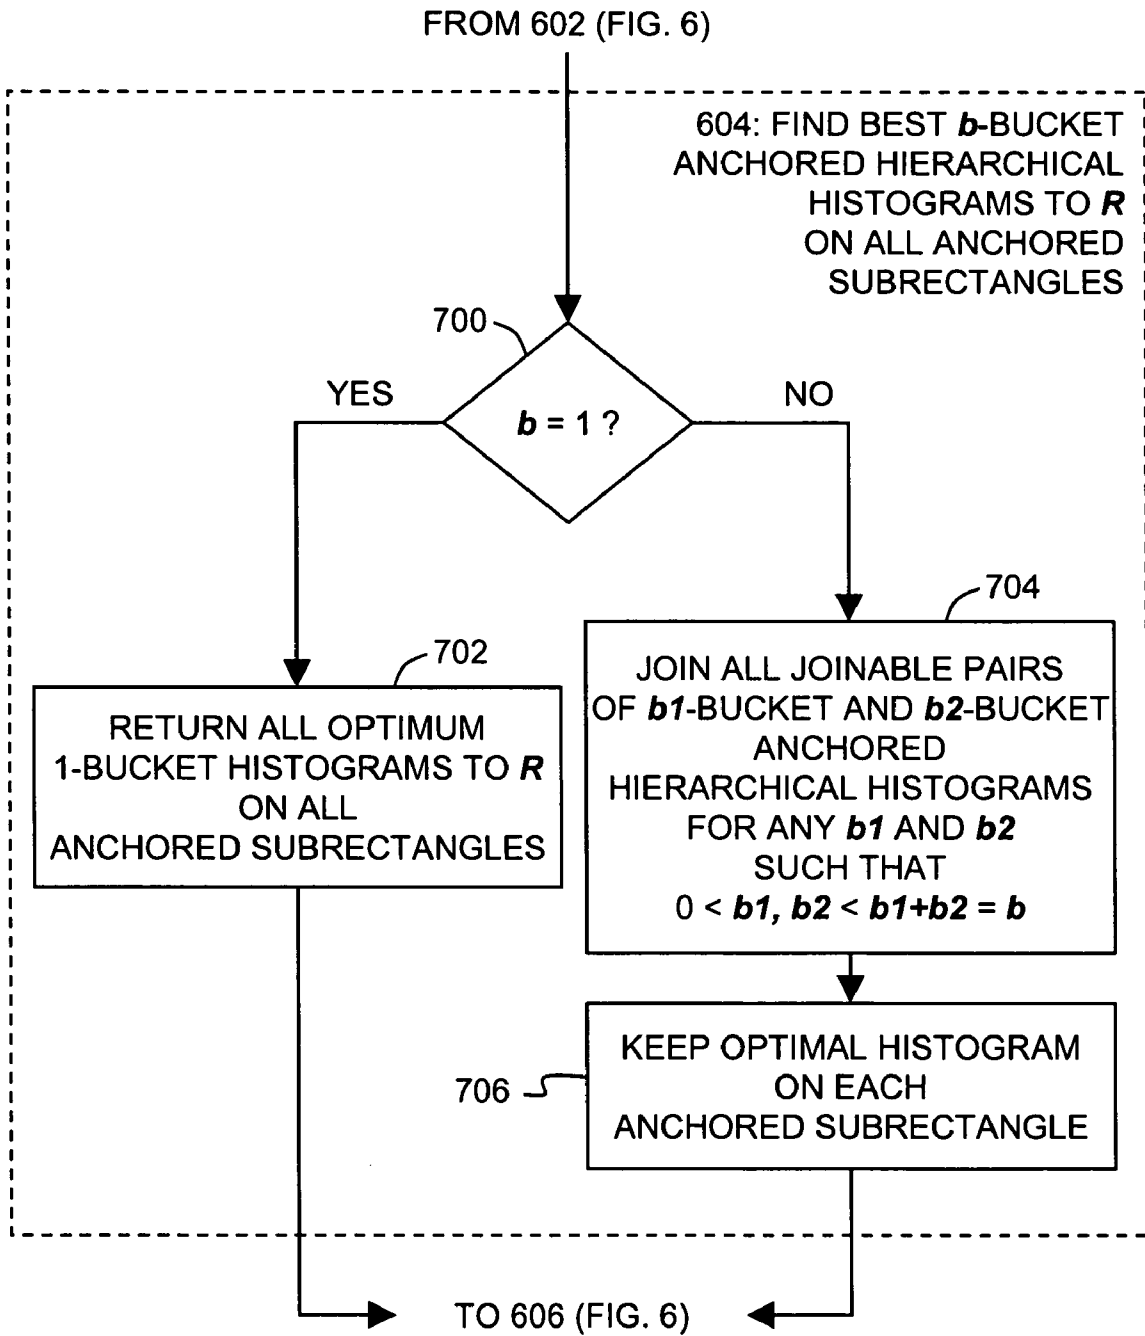 FROM 602 (FIG. 6)
604: FIND BEST b-BUCKET
ANCHORED HIERARCHICAL
HISTOGRAMS TO R
ON ALL ANCHORED
SUBRECTANGLES
700
YES
NO
b = 1 ?
704
702
RETURN ALL OPTIMUM
1-BUCKET HISTOGRAMS TO R
ON ALL
ANCHORED SUBRECTANGLES
JOIN ALL JOINABLE PAIRS
OF b1-BUCKET AND b2-BUCKET
ANCHORED
HIERARCHICAL HISTOGRAMS
FOR ANY b1 AND b2
SUCH THAT
0 < b1, b2 < b1+b2 = b
706
KEEP OPTIMAL HISTOGRAM
ON EACH
ANCHORED SUBRECTANGLE
TO 606 (FIG. 6)